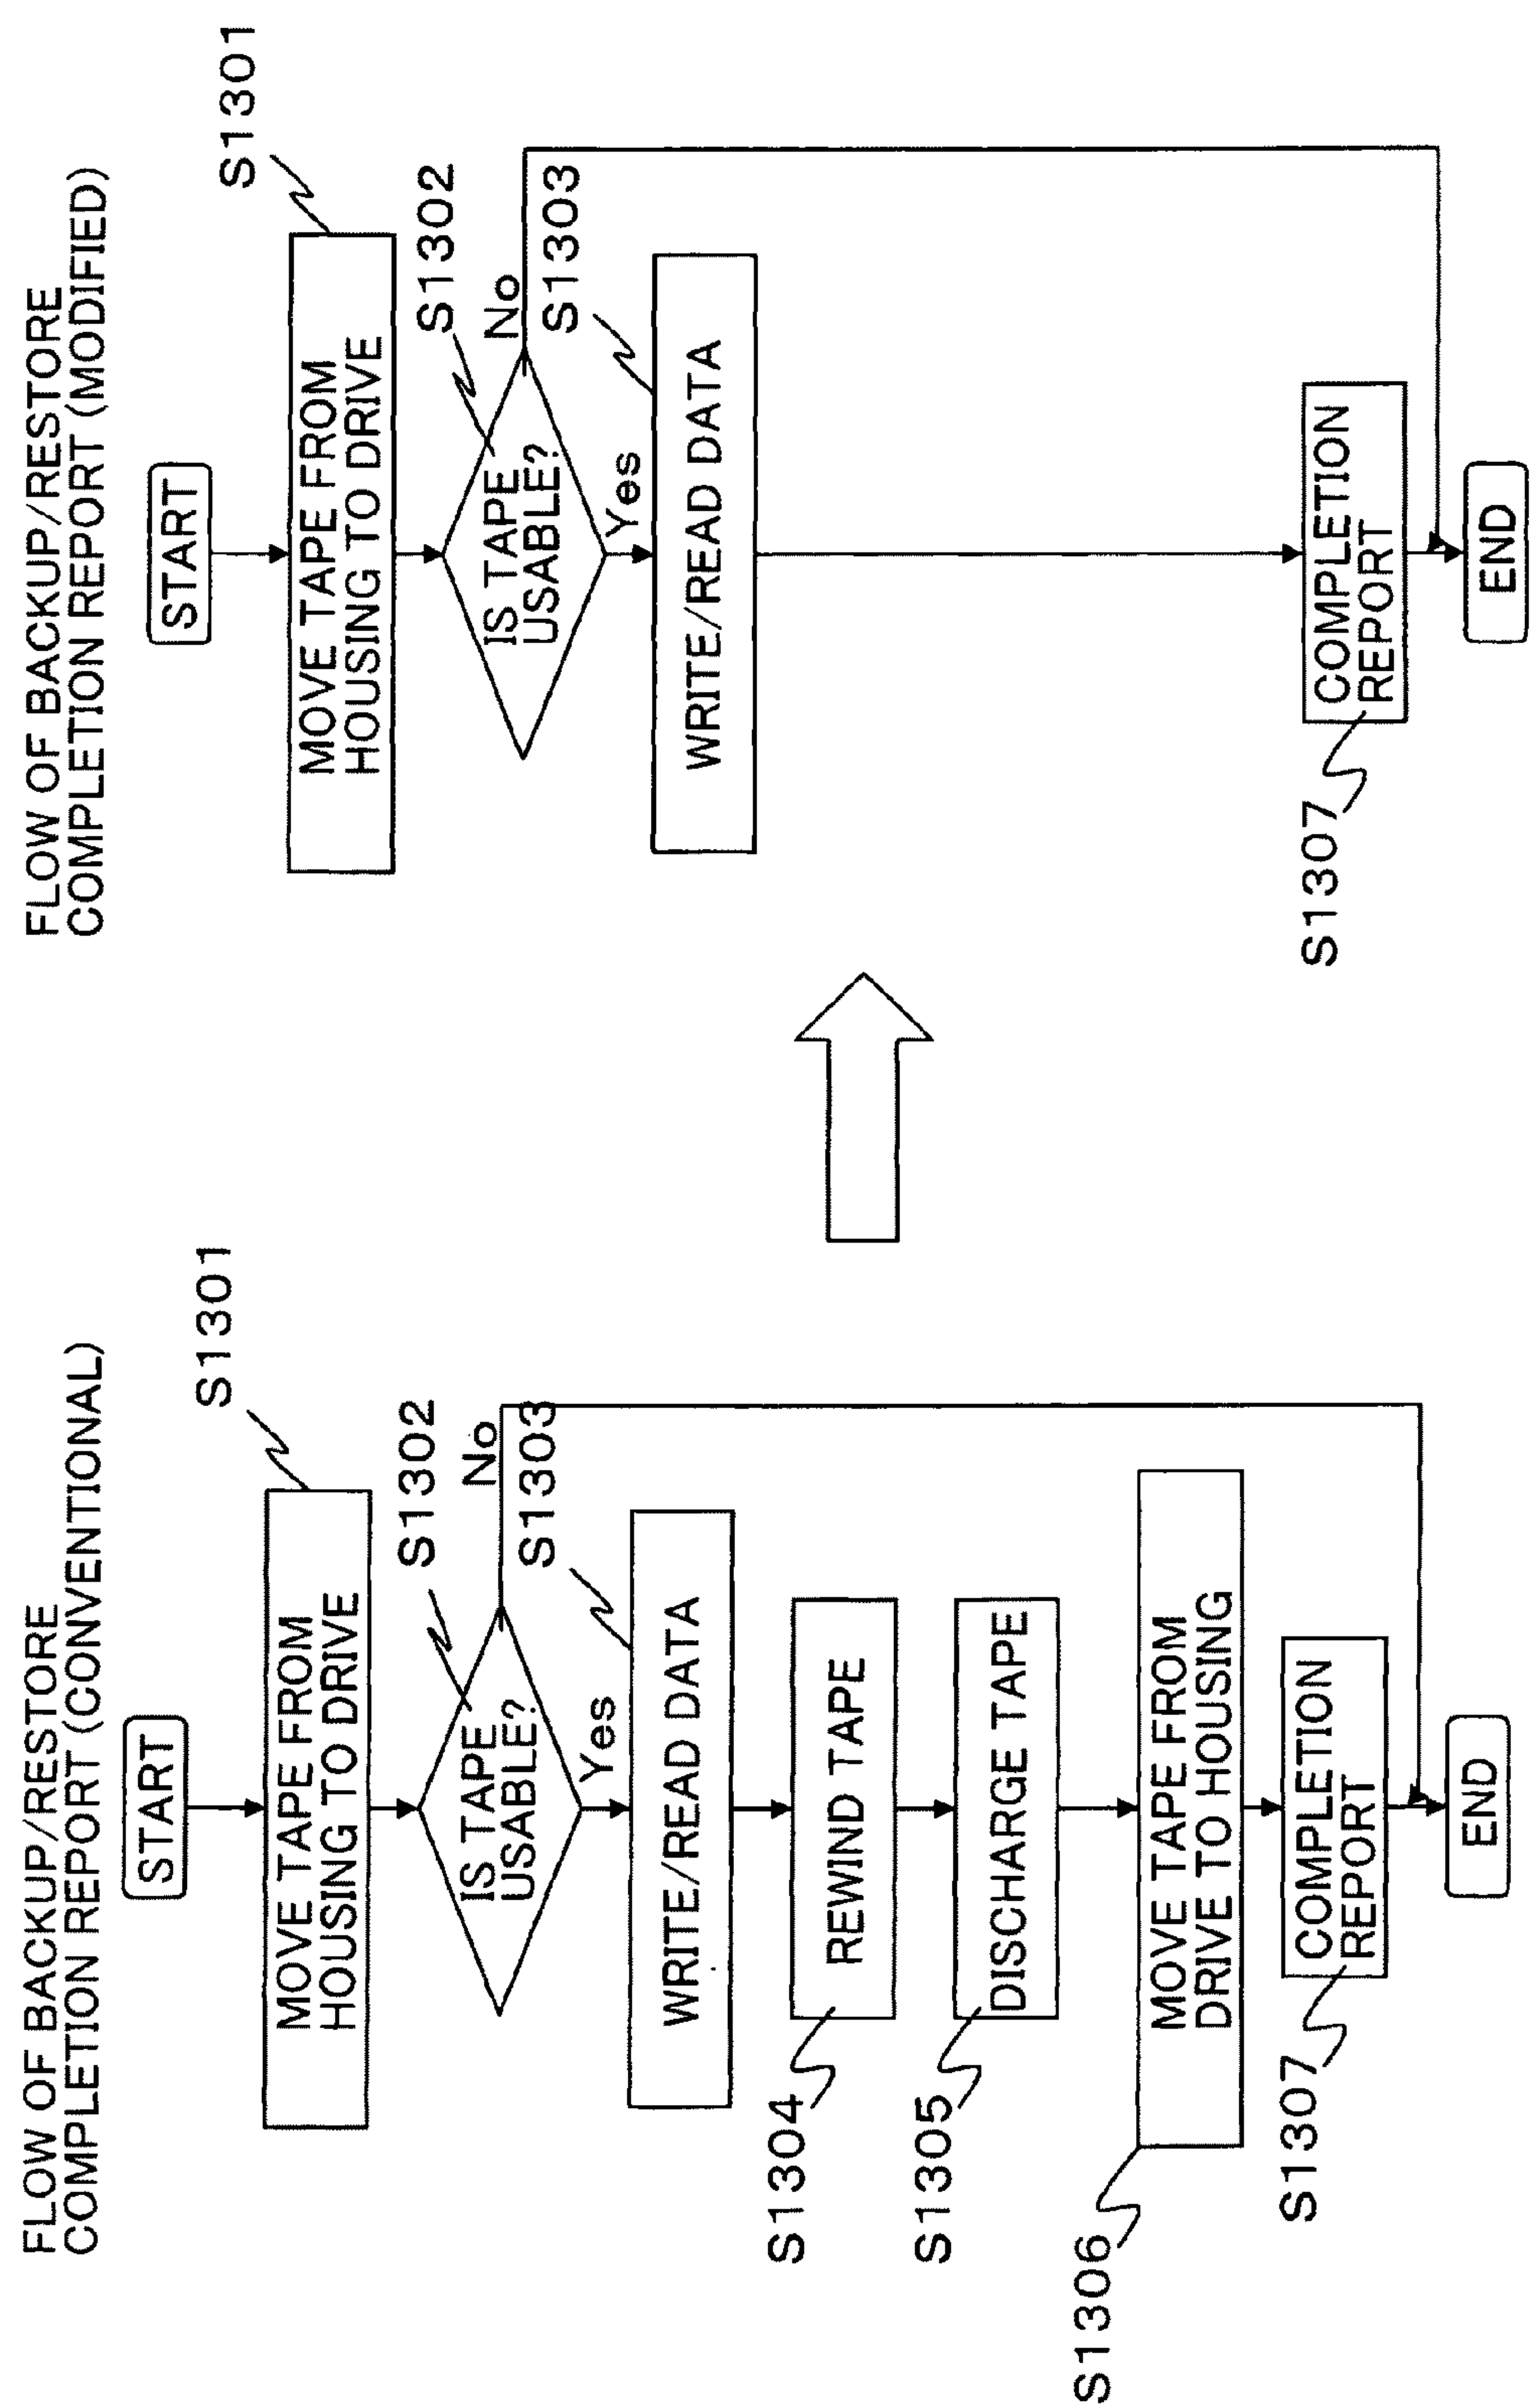 FLOW OF BACKUP/RESTORE
COMPLETION REPORT (CONVENTIONAL)
START
S1301
MOVE TAPE FROM
HOUSING TO DRIVE
S1302
IS TAPE
USABLE?
No
Yes
S1303
WRITE/READ DATA
S1304
REWIND TAPE
S1305
DISCHARGE TAPE
S1306
MOVE TAPE FROM
DRIVE TO HOUSING
S1307
COMPLETION
REPORT
END
FLOW OF BACKUP/RESTORE
COMPLETION REPORT (MODIFIED)
START
S1301
MOVE TAPE FROM
HOUSING TO DRIVE
S1302
IS TAPE
USABLE?
No
Yes
S1303
WRITE/READ DATA
S1307
COMPLETION
REPORT
END